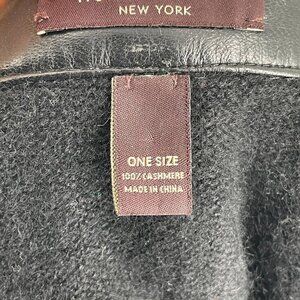 NEW YORK
ONE SIZE
100% CASHMERE
MADE IN CHINA